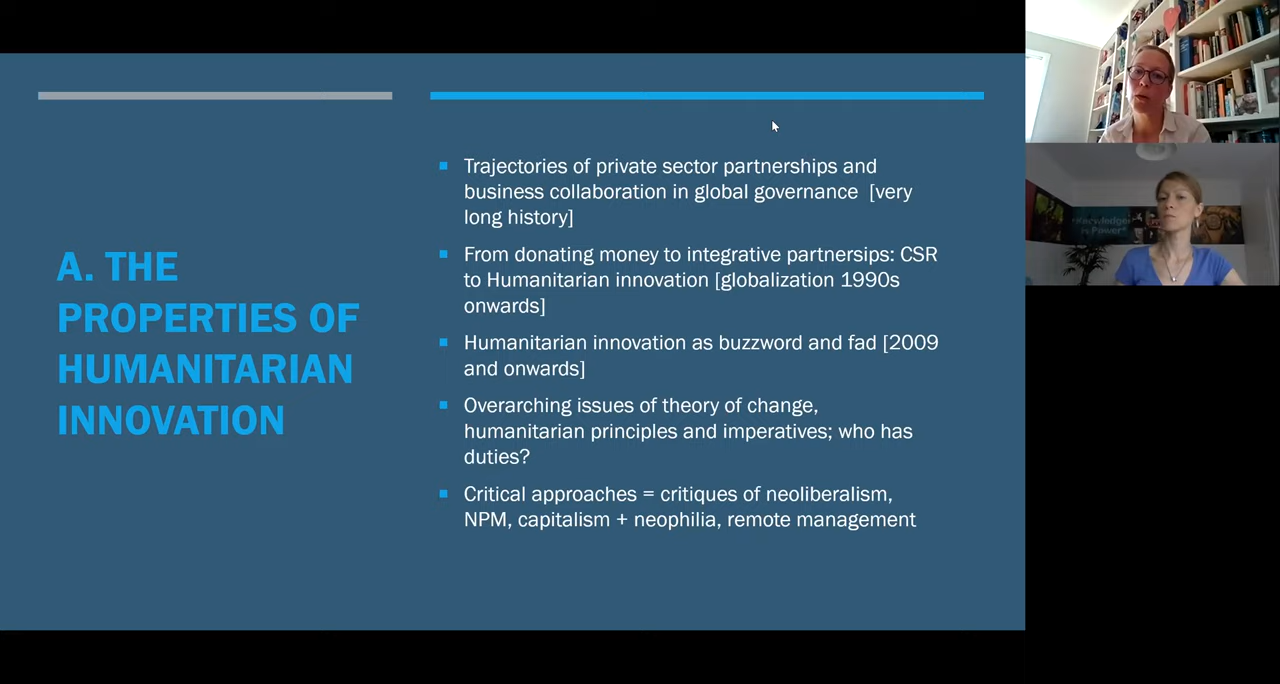 A. THE
PROPERTIES OF
HUMANITARIAN
INNOVATION
Trajectories of private sector partnerships and
business collaboration in global governance [very
long history]
From donating money to integrative partnersips: CSR
to Humanitarian innovation [globalization 1990s
onwards]
Humanitarian innovation as buzzword and fad [2009
and onwards]
Overarching issues of theory of change,
humanitarian principles and imperatives; who has
duties?
Critical approaches = critiques of neoliberalism,
NPM, capitalism + neophilia, remote management
#Knowledge
is Power"